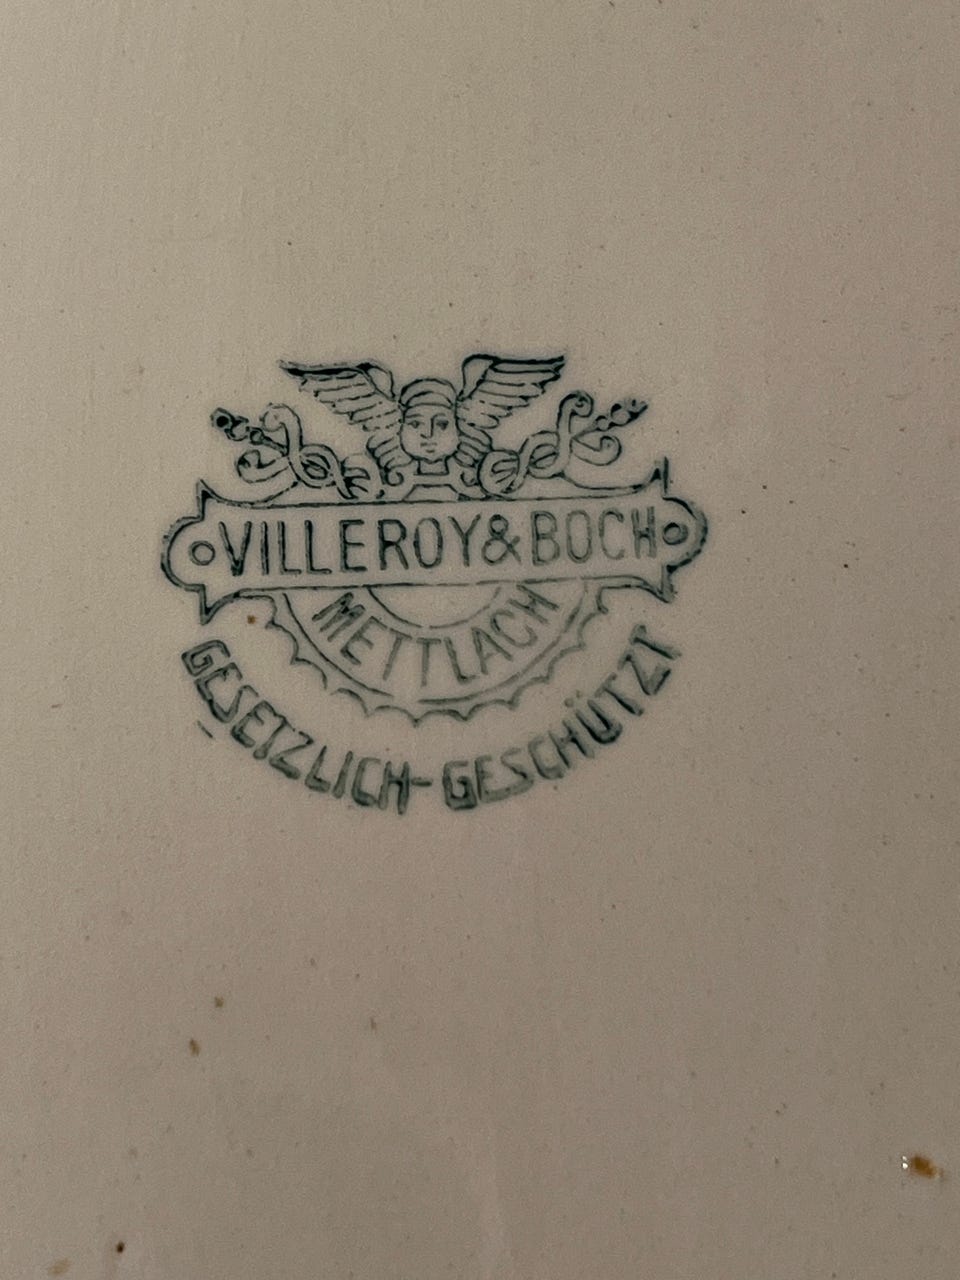 VILLEROY & BOCH
METTLACH
GESETZLICH-GESCHÜTZT